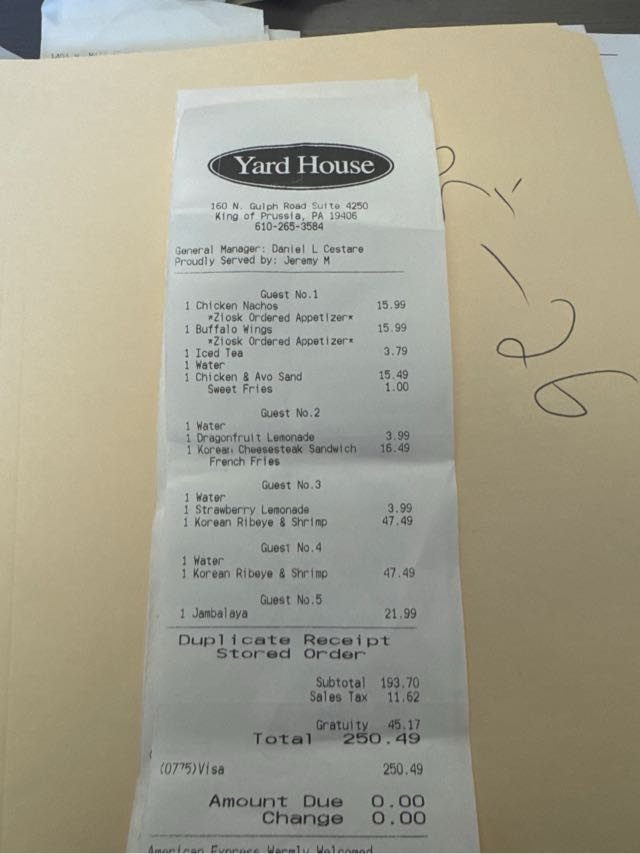 Yard House
160 N. Gulph Road Suite 4250
King of Prussia, PA 19406
610-265-3584
General Manager: Daniel L Cestare
Proudly Served by: Jeremy M
Guest No.1
1 Chicken Nachos 15.99
*Ziosk Ordered Appetizer*
1 Buffalo Wings 15.99
*Ziosk Ordered Appetizer*
1 Iced Tea 3.79
1 Water
1 Chicken & Avo Sand 15.49
Sweet Fries 1.00
Guest No.2
1 Water
1 Dragonfruit Lemonade 3.99
1 Korean Cheesesteak Sandwich 16.49
French Fries
Guest No.3
1 Water
1 Strawberry Lemonade 3.99
1 Korean Ribeye & Shrimp 47.49
Guest No.4
1 Water
1 Korean Ribeye & Shrimp 47.49
Guest No.5
1 Jambalaya 21.99
Duplicate Receipt
Stored Order
Subtotal 193.70
Sales Tax 11.62
Gratuity 45.17
Total 250.49
(0775)Visa 250.49
Amount Due 0.00
Change 0.00
American Express Warmly Welcomed